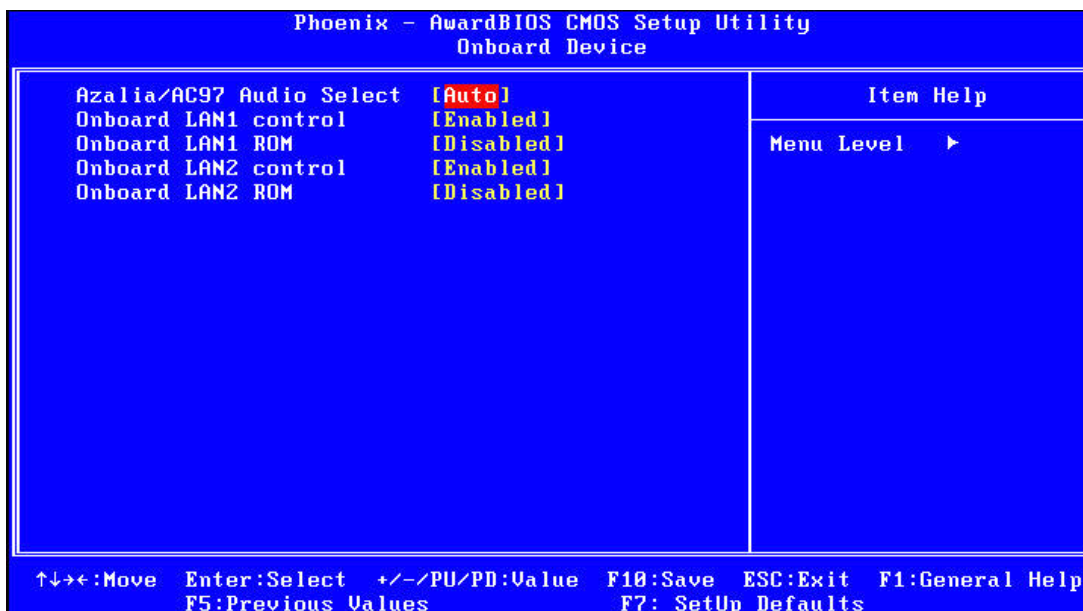 Phoenix - AwardBIOS CMOS Setup Utility
Onboard Device
Azalia/AC97 Audio Select [Auto]
Onboard LAN1 control [Enabled]
Onboard LAN1 ROM [Disabled]
Onboard LAN2 control [Enabled]
Onboard LAN2 ROM [Disabled]
Item Help
Menu Level ►
↑↓→←:Move Enter:Select +/-/PU/PD:Value F10:Save ESC:Exit F1:General Help
F5:Previous Values F7: SetUp Defaults